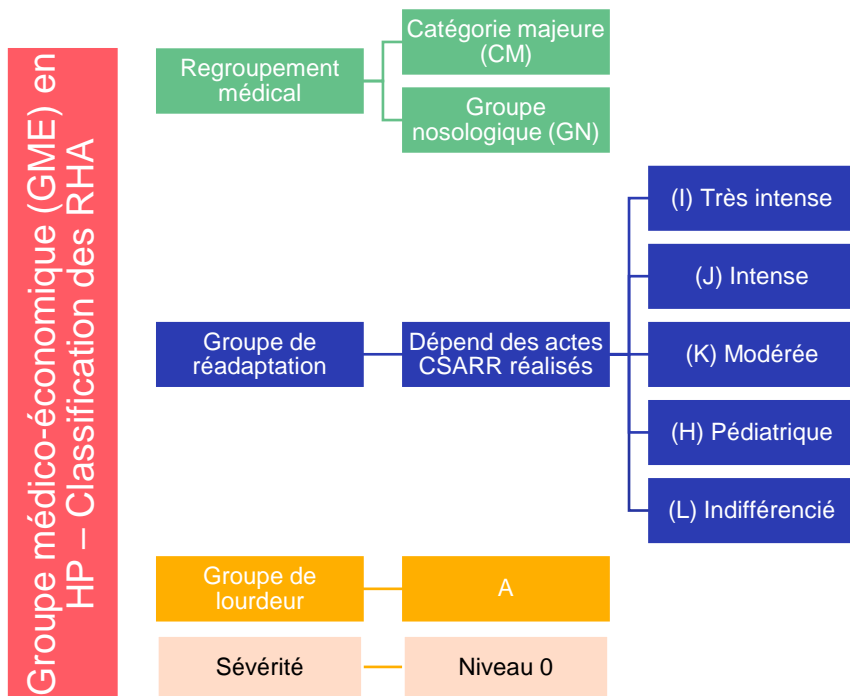 Groupe médico-économique (GME) en
HP – Classification des RHA
Regroupement
médical
Catégorie majeure
(CM)
Groupe
nosologique (GN)
Groupe de
réadaptation
Dépend des actes
CSARR réalisés
(I) Très intense
(J) Intense
(K) Modérée
(H) Pédiatrique
(L) Indifférencié
Groupe de
lourdeur
A
Sévérité
Niveau 0